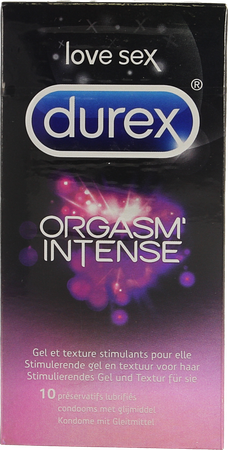 love sex
durex®
ORGASM'
INTENSE
Gel et texture stimulants pour elle
Stimulerende gel en textuur voor haar
Stimulierendes Gel und Textur für sie
10 préservatifs lubrifiés
condooms met glijmiddel
Kondome mit Gleitmittel